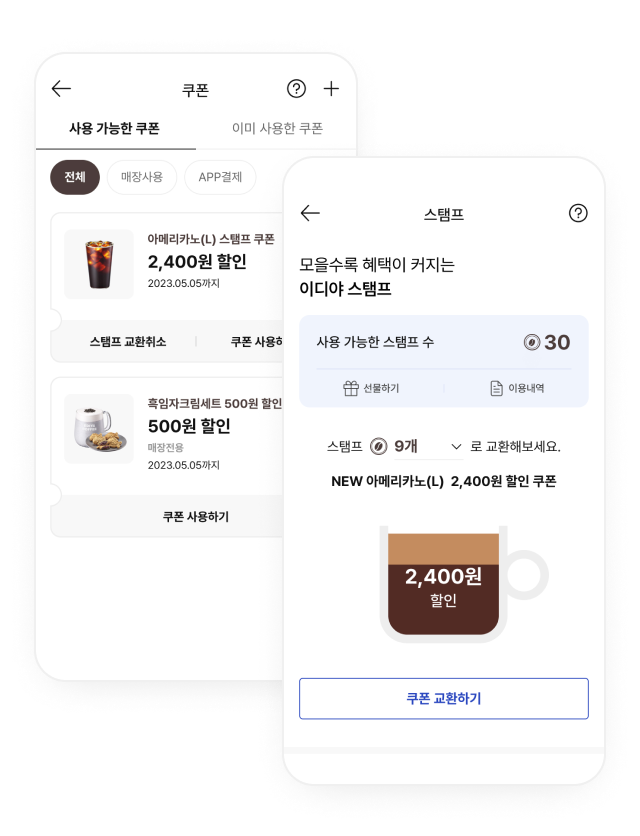 쿠폰
사용 가능한 쿠폰
이미 사용한 쿠폰
전체
매장사용
APP결제
아메리카노(L) 스탬프 쿠폰
2,400원 할인
2023.05.05까지
스탬프 교환취소
쿠폰 사용하
흑임자크림세트 500원 할인
500원 할인
매장전용
2023.05.05까지
쿠폰 사용하기
스탬프
모을수록 혜택이 커지는
이디야 스탬프
사용 가능한 스탬프 수 30
선물하기
이용내역
스탬프 9개 로 교환해보세요.
NEW 아메리카노(L) 2,400원 할인 쿠폰
2,400원
할인
쿠폰 교환하기